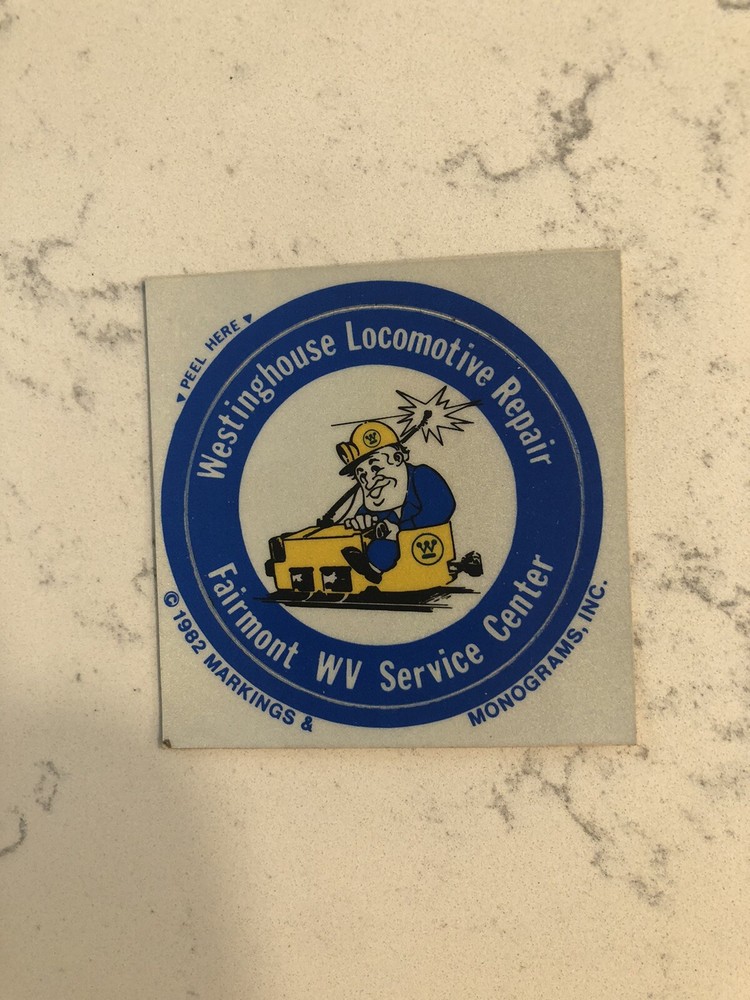 ◄ PEEL HERE ►
Westinghouse Locomotive Repair
W
W
Fairmont WV Service Center
© 1982 MARKINGS &
MONOGRAMS, INC.